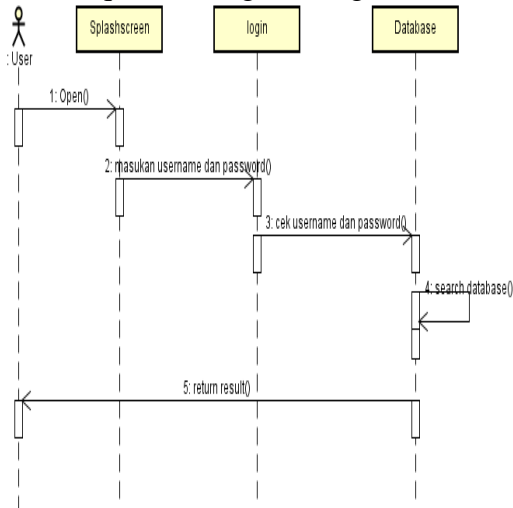 Splashscreen
login
Database
: User
1: Open()
2: masukan username dan password()
3: cek username dan password()
4: search database()
5: return result()